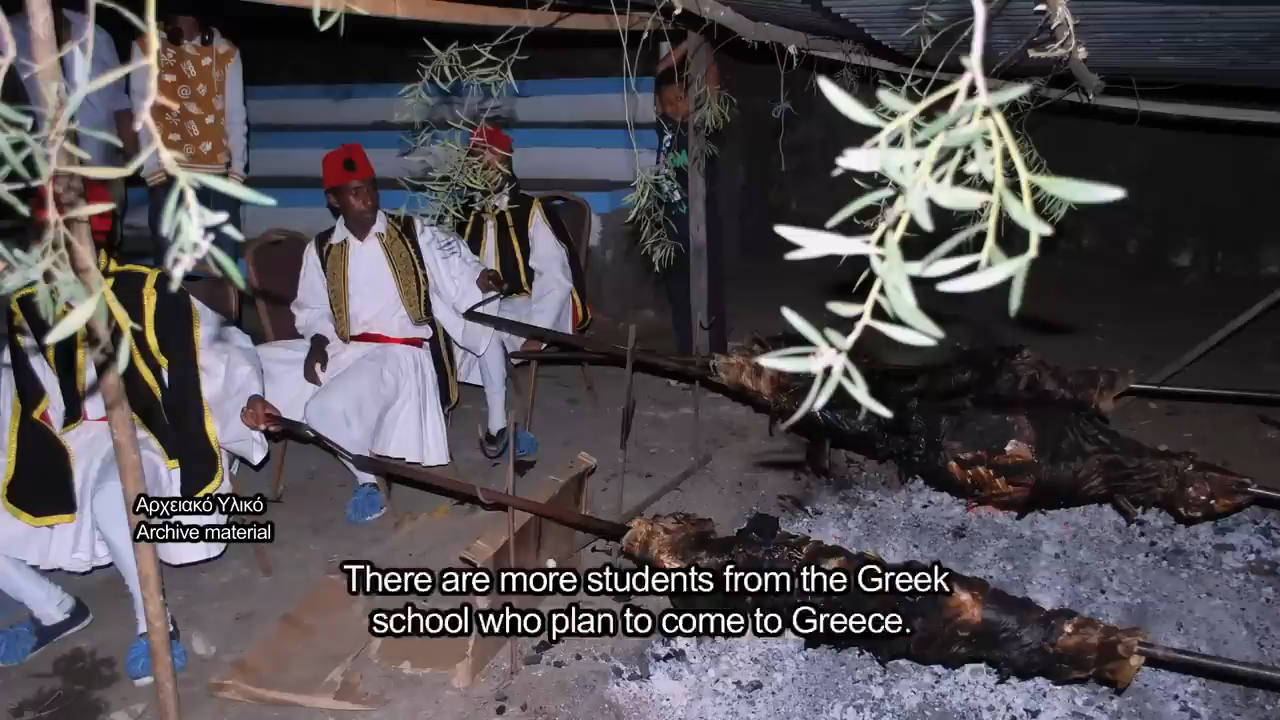 Αρχειακό Υλικό
Archive material
There are more students from the Greek
school who plan to come to Greece.